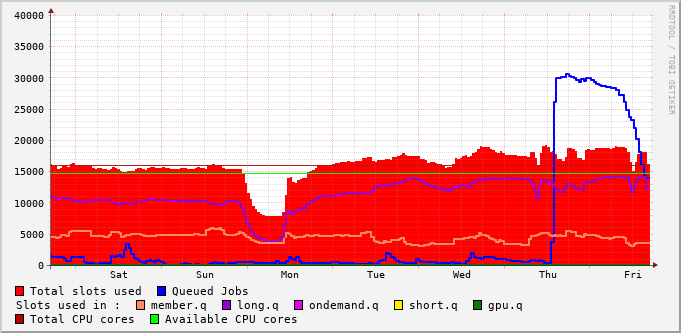 40000
35000
30000
25000
20000
15000
10000
5000
0
Sat Sun Mon Tue Wed Thu Fri
RRDTOOL / TOBI OETIKER
Total slots used Queued Jobs
Slots used in : member.q long.q ondemand.q short.q gpu.q
Total CPU cores Available CPU cores